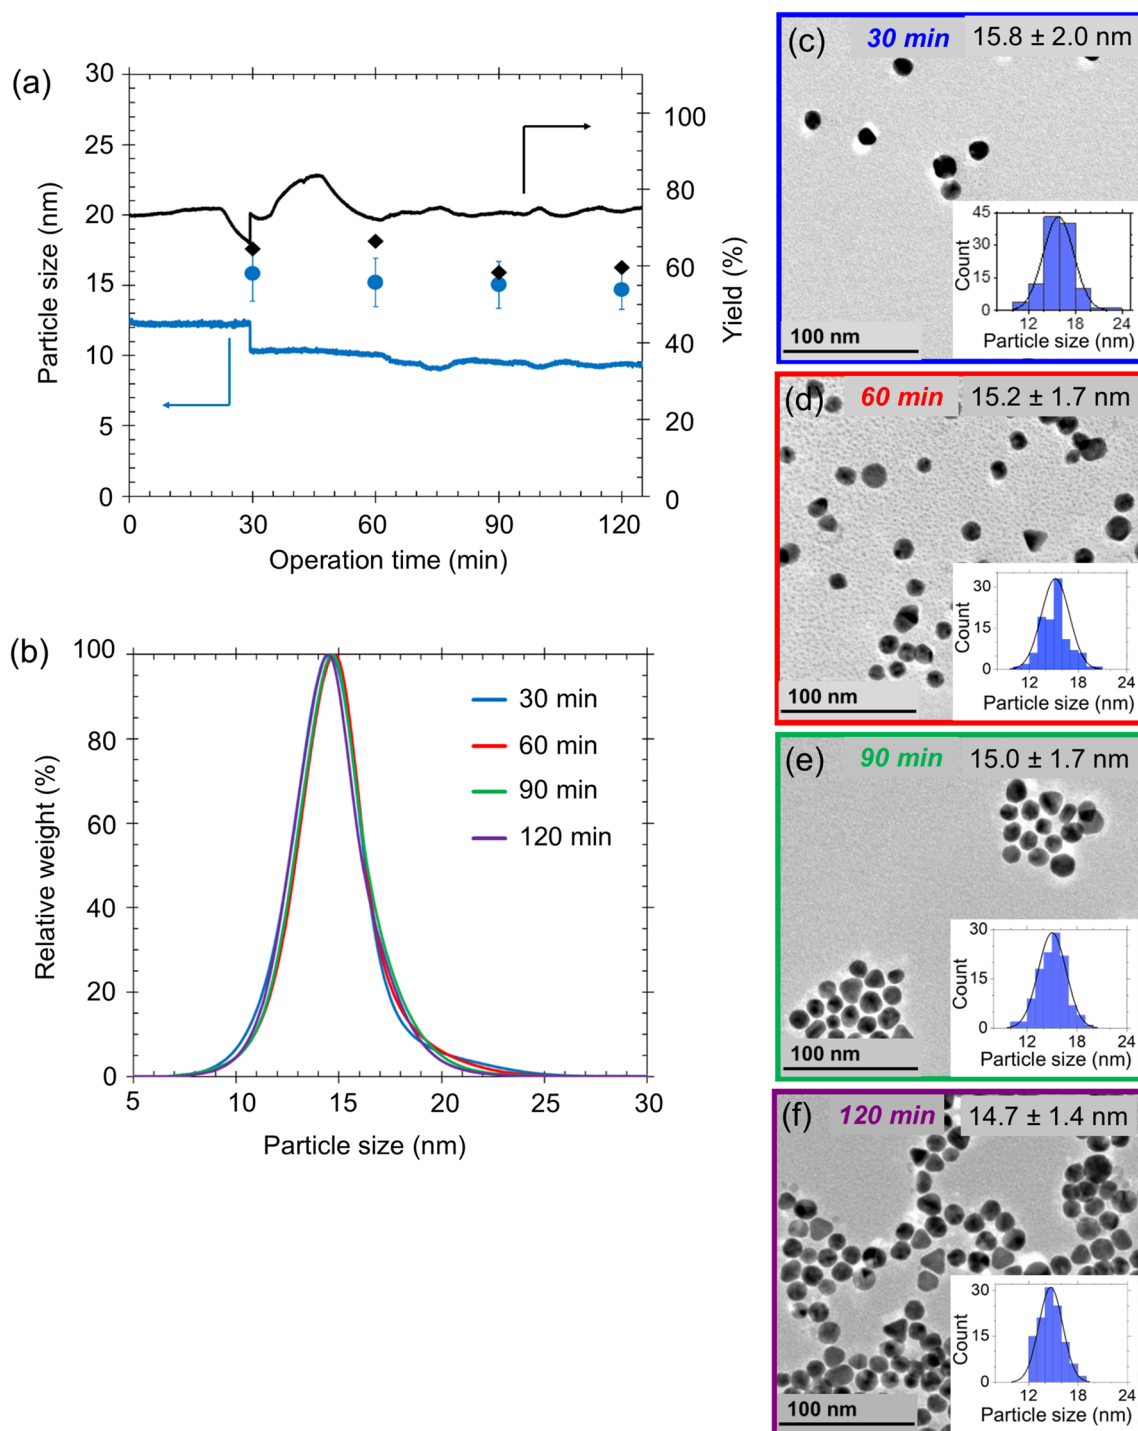 (a)
30
25
20
15
10
5
0
Particle size (nm)
100
80
60
40
20
0
Yield (%)
0 30 60 90 120
Operation time (min)
(b)
100
80
60
40
20
0
Relative weight (%)
30 min
60 min
90 min
120 min
5 10 15 20 25 30
Particle size (nm)
(c) 30 min 15.8 ± 2.0 nm
45
30
15
0
Count
12 18 24
Particle size (nm)
100 nm
(d) 60 min 15.2 ± 1.7 nm
30
15
0
Count
12 18 24
Particle size (nm)
100 nm
(e) 90 min 15.0 ± 1.7 nm
30
15
0
Count
12 18 24
Particle size (nm)
100 nm
(f) 120 min 14.7 ± 1.4 nm
30
15
0
Count
12 18 24
Particle size (nm)
100 nm